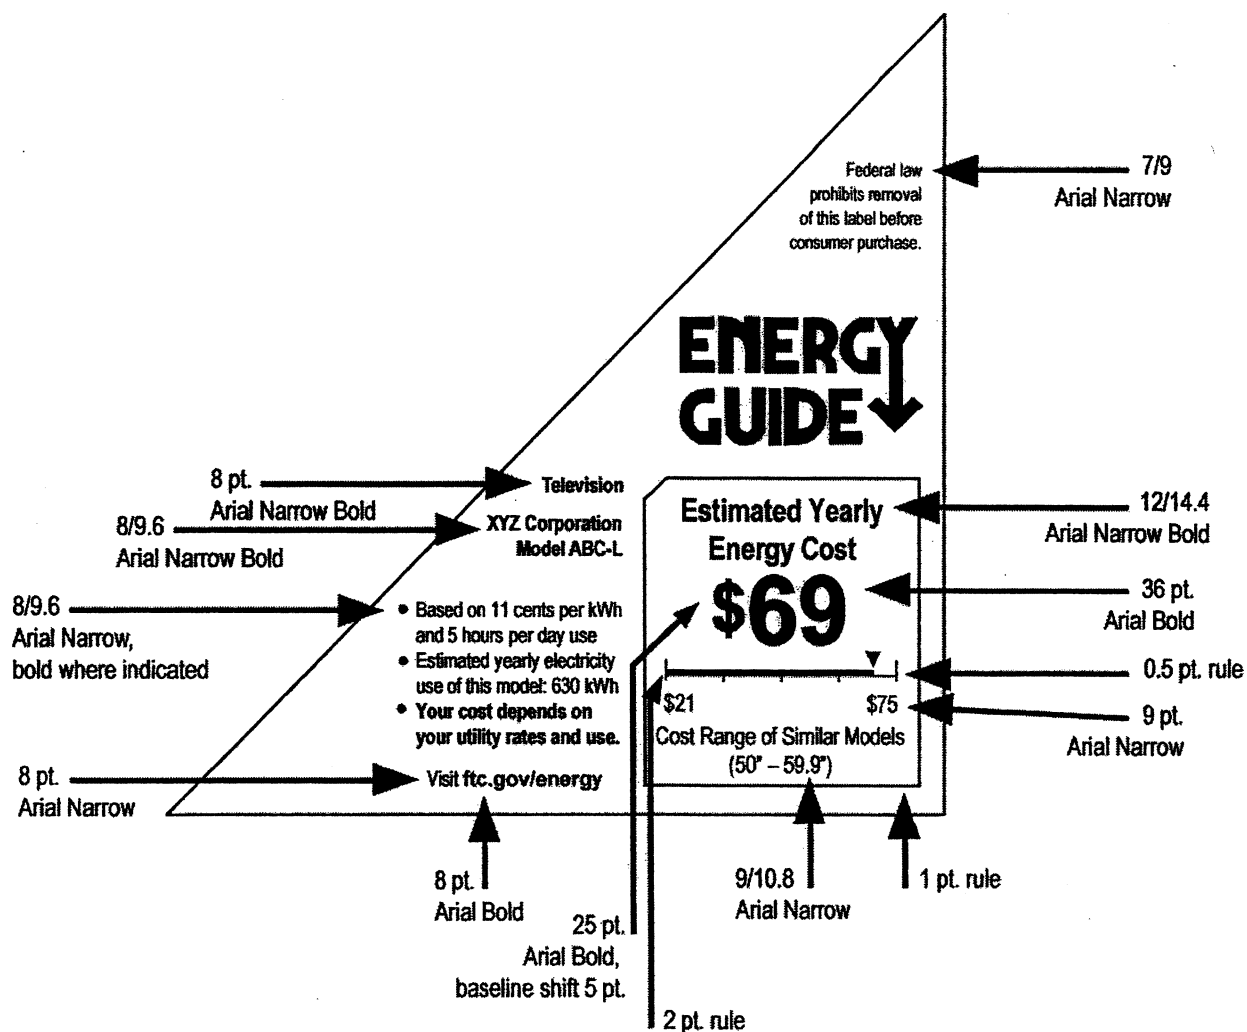 7/9
Arial Narrow
Federal law
prohibits removal
of this label before
consumer purchase.
ENERGY
GUIDE
8 pt.
Arial Narrow Bold
Television
8/9.6
Arial Narrow Bold
XYZ Corporation
Model ABC-L
8/9.6
Arial Narrow,
bold where indicated
• Based on 11 cents per kWh
and 5 hours per day use
• Estimated yearly electricity
use of this model: 630 kWh
• Your cost depends on
your utility rates and use.
8 pt.
Arial Narrow
Visit ftc.gov/energy
Estimated Yearly
Energy Cost
$69
$21 $75
Cost Range of Similar Models
(50" – 59.9")
12/14.4
Arial Narrow Bold
36 pt.
Arial Bold
0.5 pt. rule
9 pt.
Arial Narrow
8 pt.
Arial Bold
25 pt.
Arial Bold,
baseline shift 5 pt.
2 pt. rule
9/10.8
Arial Narrow
1 pt. rule